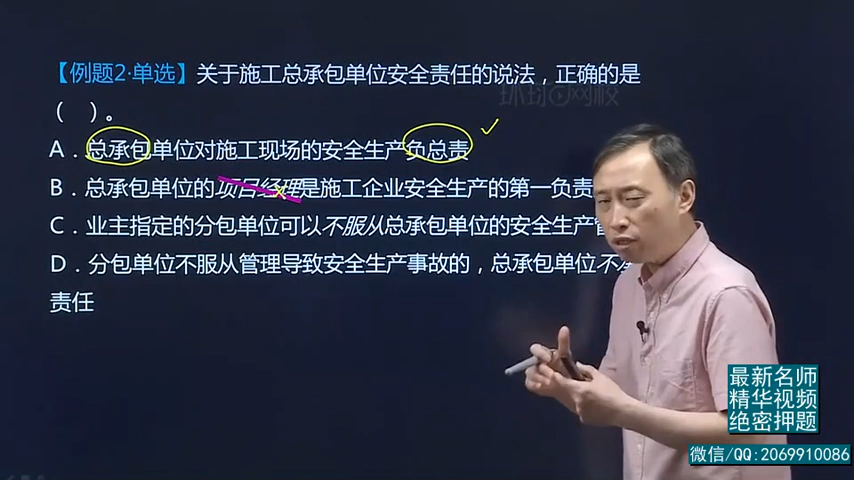 【例题2·单选】关于施工总承包单位安全责任的说法，正确的是
（ ）。
A．总承包单位对施工现场的安全生产负总责
B．总承包单位的项目经理是施工企业安全生产的第一负责
C．业主指定的分包单位可以不服从总承包单位的安全生产
D．分包单位不服从管理导致安全生产事故的，总承包单位不
责任
环球网校
最新名师
精华视频
绝密押题
微信/QQ:2069910086